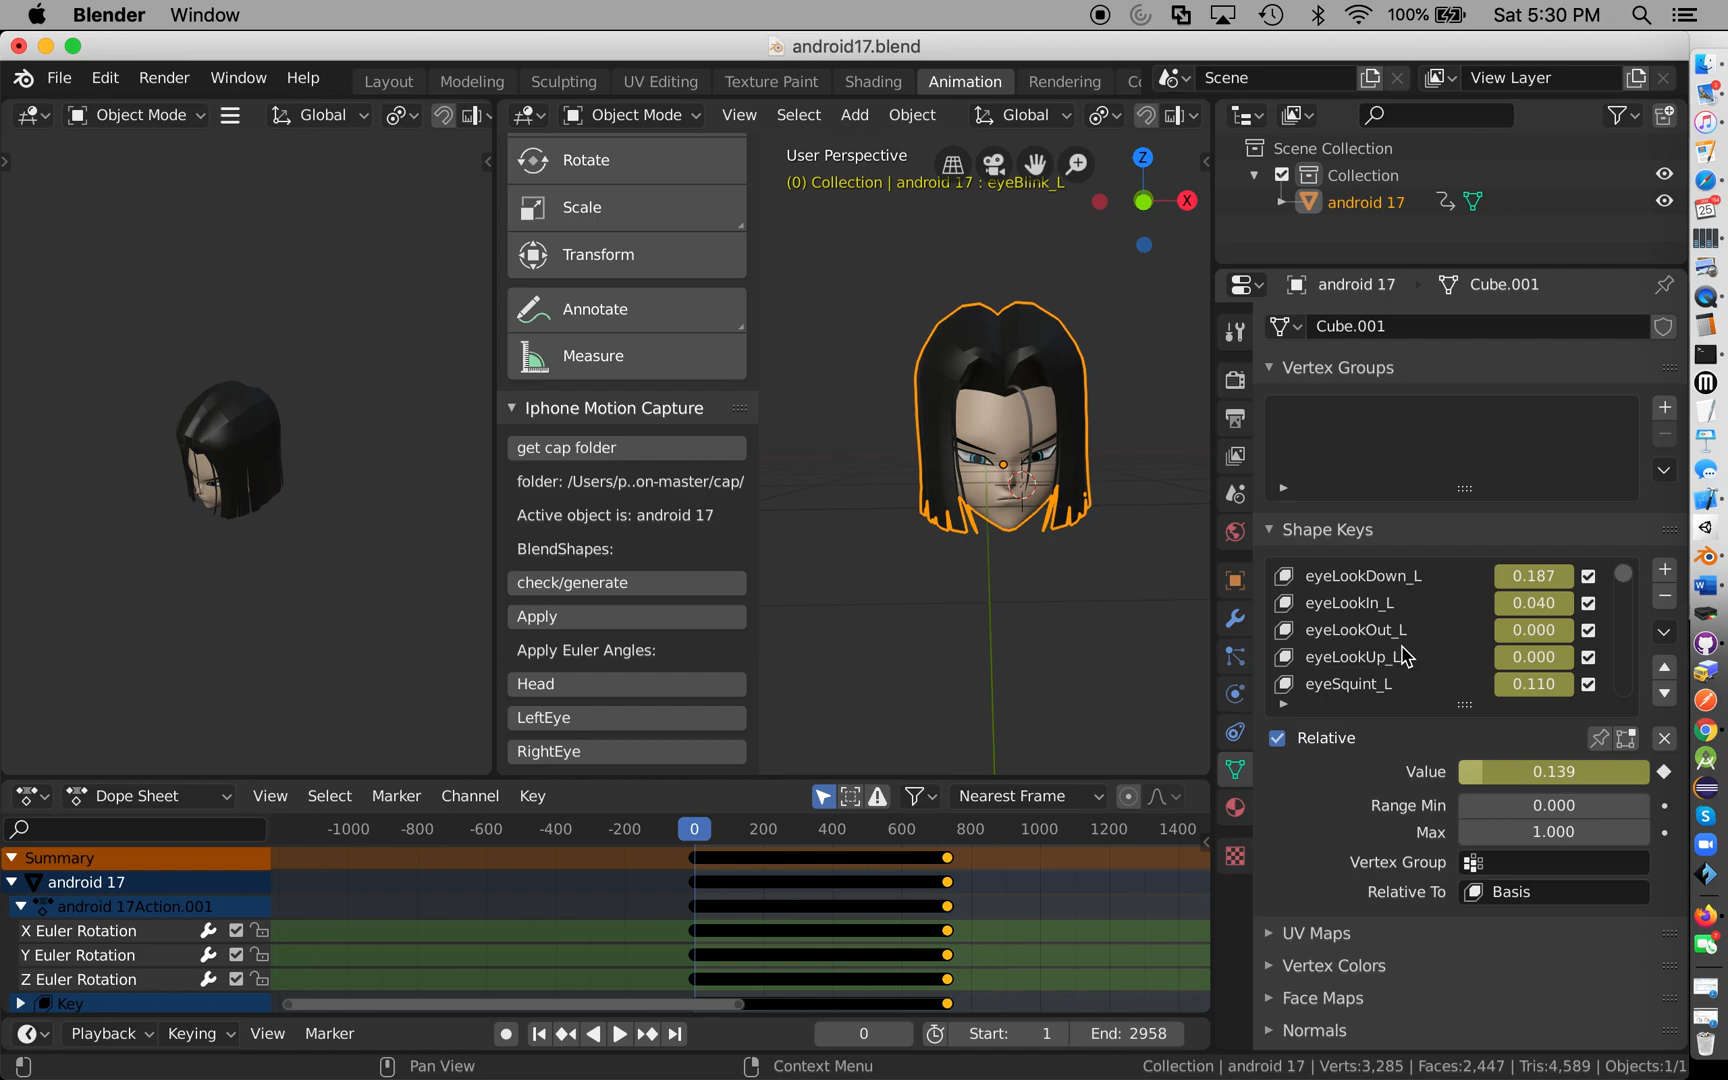 Blender Window 100% Sat 5:30 PM
android17.blend
File Edit Render Window Help Layout Modeling Sculpting UV Editing Texture Paint Shading Animation Rendering Co Scene View Layer
Object Mode Global Object Mode View Select Add Object Global
Rotate
Scale
Transform
Annotate
Measure
Iphone Motion Capture
get cap folder
folder: /Users/p..on-master/cap/
Active object is: android 17
BlendShapes:
check/generate
Apply
Apply Euler Angles:
Head
LeftEye
RightEye
User Perspective
(0) Collection | android 17 : eyeBlink_L
Z
X
Scene Collection
Collection
android 17
android 17 Cube.001
Cube.001
Vertex Groups
Shape Keys
eyeLookDown_L 0.187
eyeLookIn_L 0.040
eyeLookOut_L 0.000
eyeLookUp_L 0.000
eyeSquint_L 0.110
Relative
Value 0.139
Range Min 0.000
Max 1.000
Vertex Group
Relative To Basis
UV Maps
Vertex Colors
Face Maps
Normals
Dope Sheet View Select Marker Channel Key Nearest Frame
-1000 -800 -600 -400 -200 0 200 400 600 800 1000 1200 1400
Summary
android 17
android 17Action.001
X Euler Rotation
Y Euler Rotation
Z Euler Rotation
Key
Playback Keying View Marker 0 Start: 1 End: 2958
Pan View Context Menu Collection | android 17 | Verts:3,285 | Faces:2,447 | Tris:4,589 | Objects:1/1